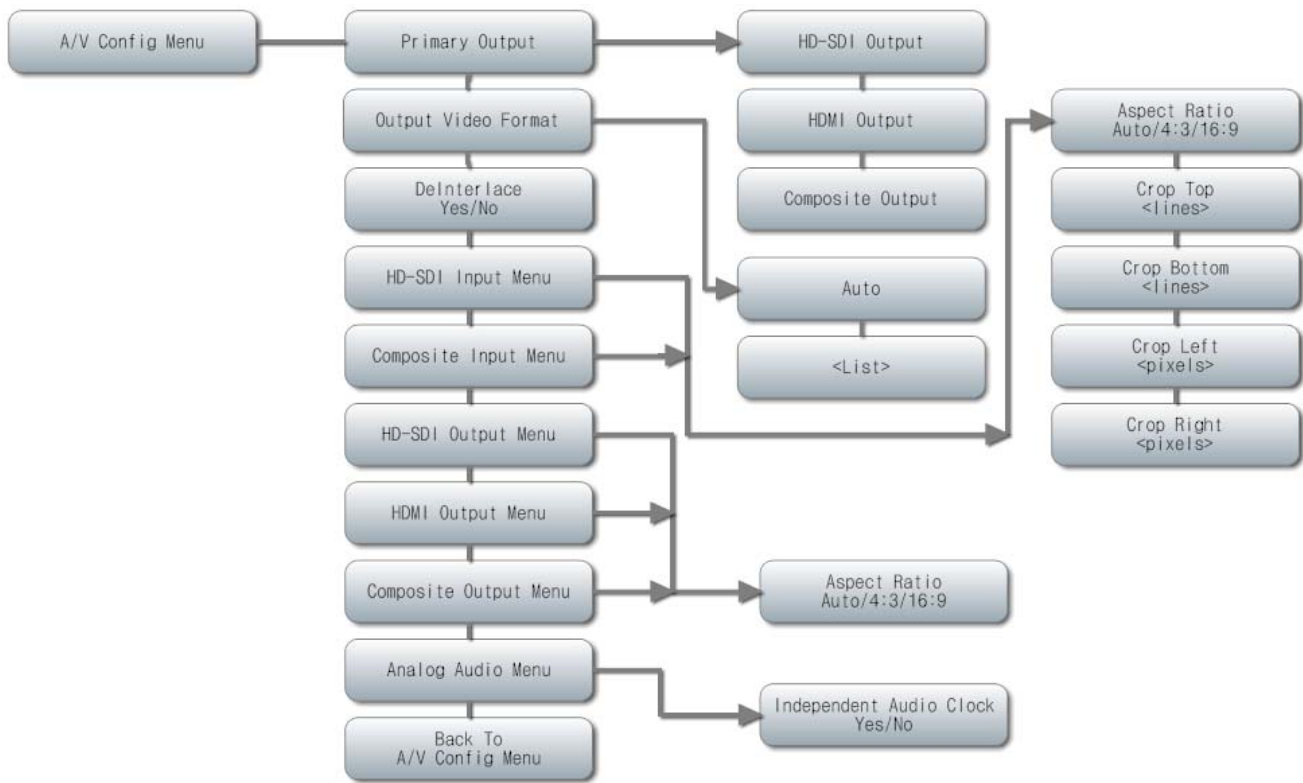 A/V Config Menu
Primary Output
HD-SDI Output
Output Video Format
HDMI Output
Aspect Ratio
Auto/4:3/16:9
DeInterlace
Yes/No
Composite Output
Crop Top
<lines>
HD-SDI Input Menu
Auto
Crop Bottom
<lines>
Composite Input Menu
<List>
Crop Left
<pixels>
HD-SDI Output Menu
Crop Right
<pixels>
HDMI Output Menu
Composite Output Menu
Aspect Ratio
Auto/4:3/16:9
Analog Audio Menu
Independent Audio Clock
Yes/No
Back To
A/V Config Menu